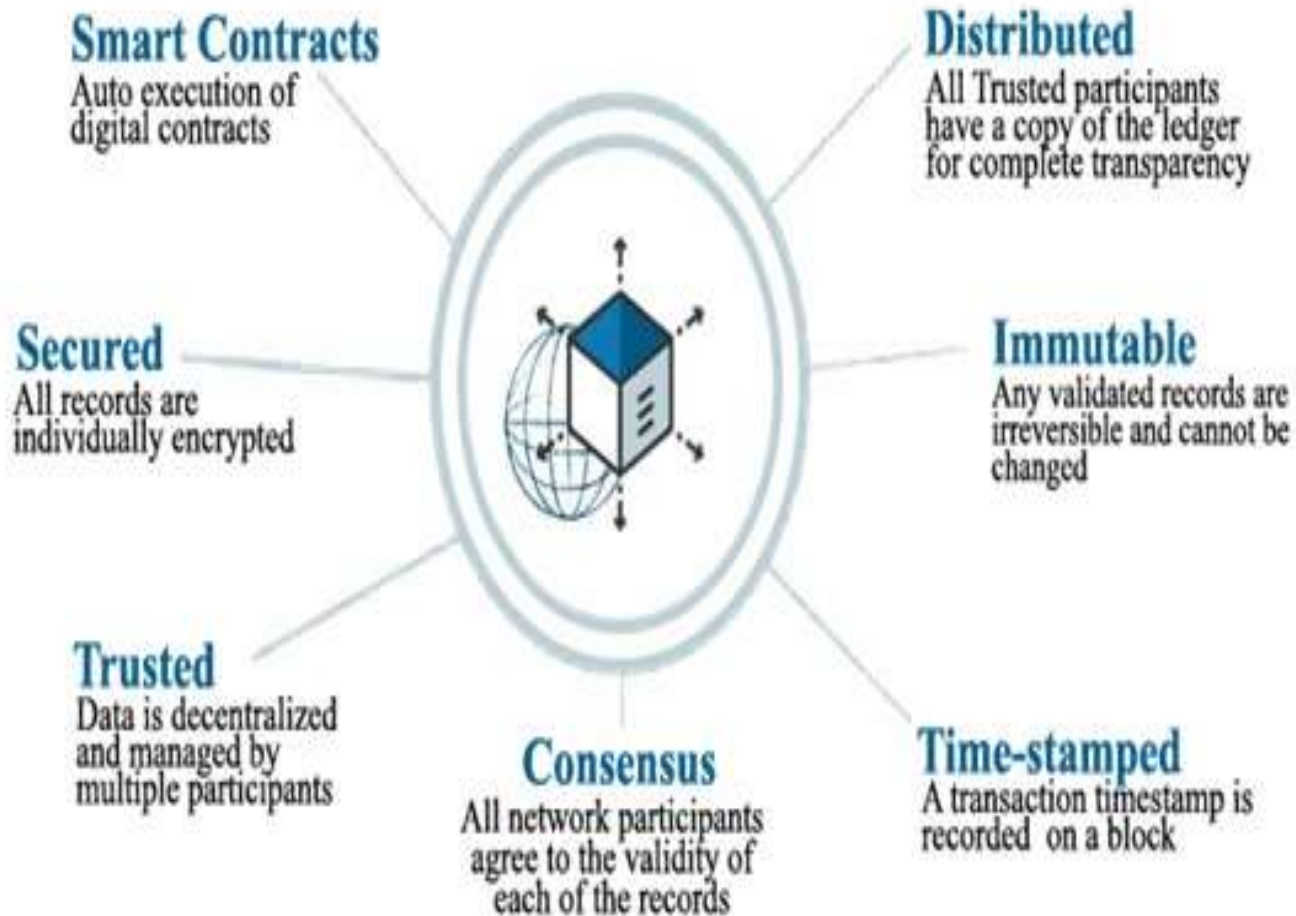 Smart Contracts
Auto execution of
digital contracts
Distributed
All Trusted participants
have a copy of the ledger
for complete transparency
Secured
All records are
individually encrypted
Immutable
Any validated records are
irreversible and cannot be
changed
Trusted
Data is decentralized
and managed by
multiple participants
Consensus
All network participants
agree to the validity of
each of the records
Time-stamped
A transaction timestamp is
recorded on a block